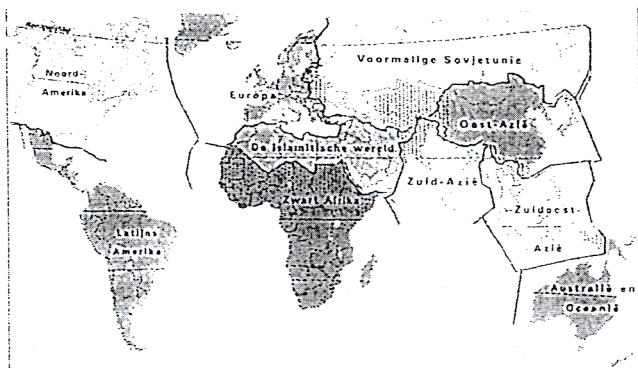 Noord-
Amerika
Europa
Voormalige Sovjetunie
Oost-Azië
De Islamitische wereld
Zuid-Azië
Zwart Afrika
Zuidoost-
Azië
Latijns
Amerika
Australië en
Oceanië